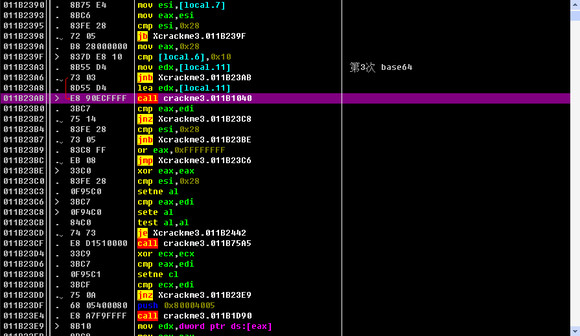 011B2390 . 8B75 E4 mov esi,[local.7]
011B2393 . 8BC6 mov eax,esi
011B2395 . 83FE 28 cmp esi,0x28
011B2398 . 72 05 jb Xcrackme3.011B239F
011B239A . B8 28000000 mov eax,0x28
011B239F > 837D E8 10 cmp [local.6],0x10
011B23A3 . 8B55 D4 mov edx,[local.11] 第3次 base64
011B23A6 . 73 03 jnb Xcrackme3.011B23AB
011B23A8 . 8D55 D4 lea edx,[local.11]
011B23AB > E8 90ECFFFF call crackme3.011B1040
011B23B0 . 3BC7 cmp eax,edi
011B23B2 . 75 14 jnz Xcrackme3.011B23C8
011B23B4 . 83FE 28 cmp esi,0x28
011B23B7 . 73 05 jnb Xcrackme3.011B23BE
011B23B9 . 83C8 FF or eax,0xFFFFFFFF
011B23BC . EB 08 jmp Xcrackme3.011B23C6
011B23BE > 33C0 xor eax,eax
011B23C0 . 83FE 28 cmp esi,0x28
011B23C3 . 0F95C0 setne al
011B23C6 > 3BC7 cmp eax,edi
011B23C8 > 0F94C0 sete al
011B23CB . 84C0 test al,al
011B23CD . 74 73 je Xcrackme3.011B2442
011B23CF . E8 D1510000 call crackme3.011B75A5
011B23D4 . 33C9 xor ecx,ecx
011B23D6 . 3BC7 cmp eax,edi
011B23D8 . 0F95C1 setne cl
011B23DB . 3BCF cmp ecx,edi
011B23DD . 75 0A jnz Xcrackme3.011B23E9
011B23DF . 68 05400080 push 0x80004005
011B23E4 . E8 A7F9FFFF call crackme3.011B1D90
011B23E9 > 8B10 mov edx,dword ptr ds:[eax]